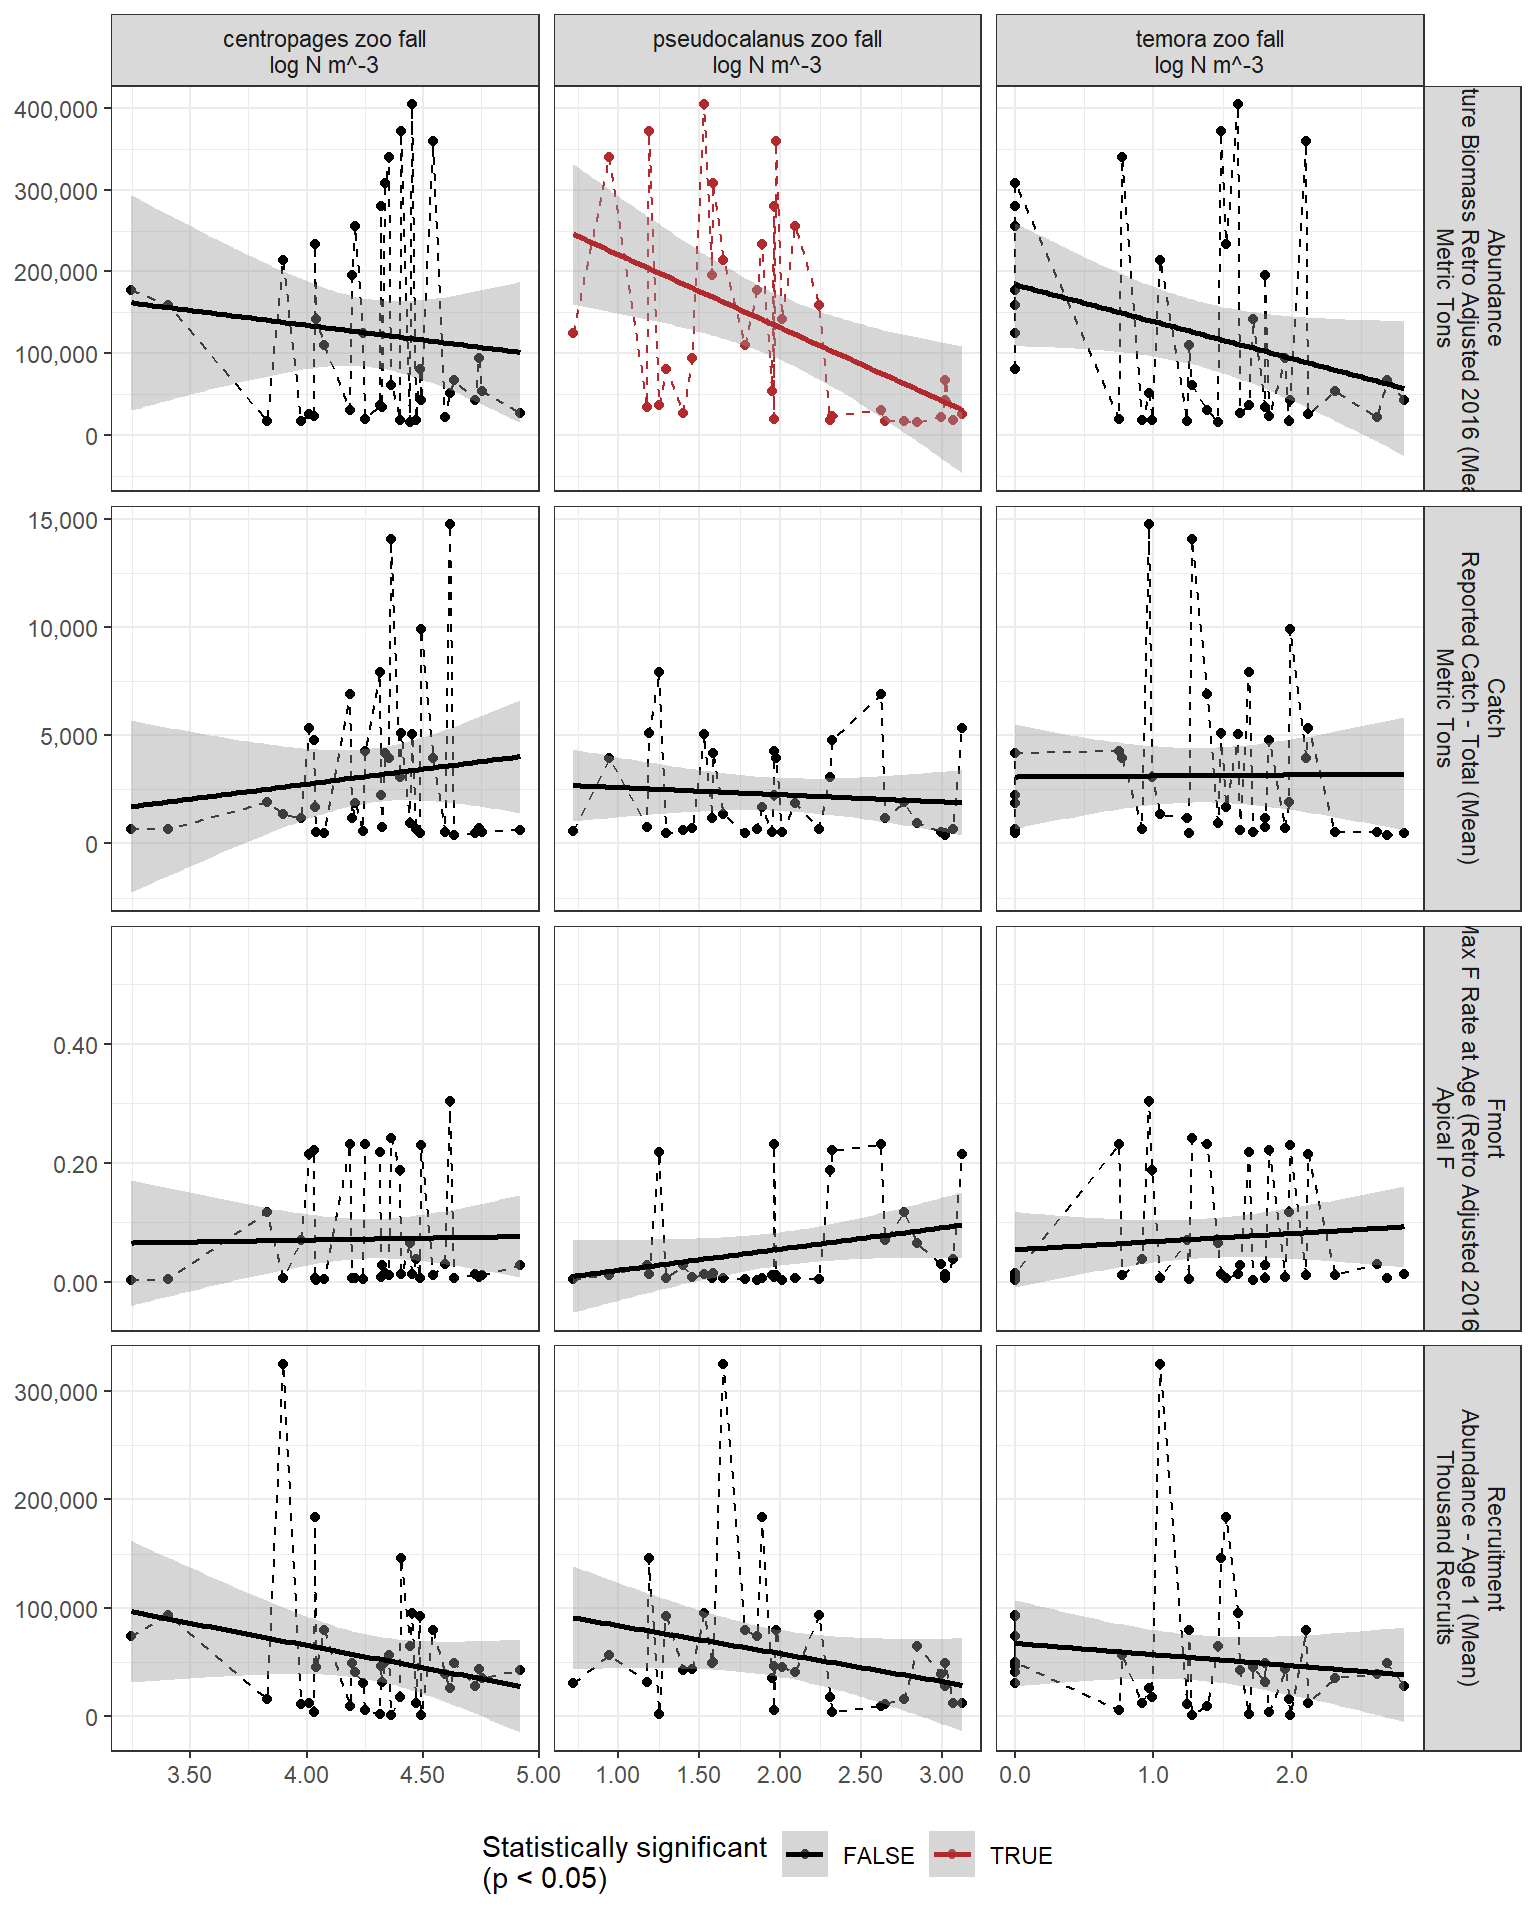 centropages zoo fall
log N m^-3
pseudocalanus zoo fall
log N m^-3
temora zoo fall
log N m^-3
400,000
300,000
200,000
100,000
0
Abundance
Biomass Retro Adjusted 2016
Metric Tons
15,000
10,000
5,000
0
Catch
Reported Catch - Total (Mean)
Metric Tons
0.40
0.20
0.00
Fmort
F Rate at Age (Retro Adjusted 2016
Apical F
300,000
200,000
100,000
0
Recruitment
Abundance - Age 1 (Mean)
Thousand Recruits
3.50 4.00 4.50 5.00
1.00 1.50 2.00 2.50 3.00
0.0 1.0 2.0
Statistically significant
(p < 0.05)
FALSE
TRUE